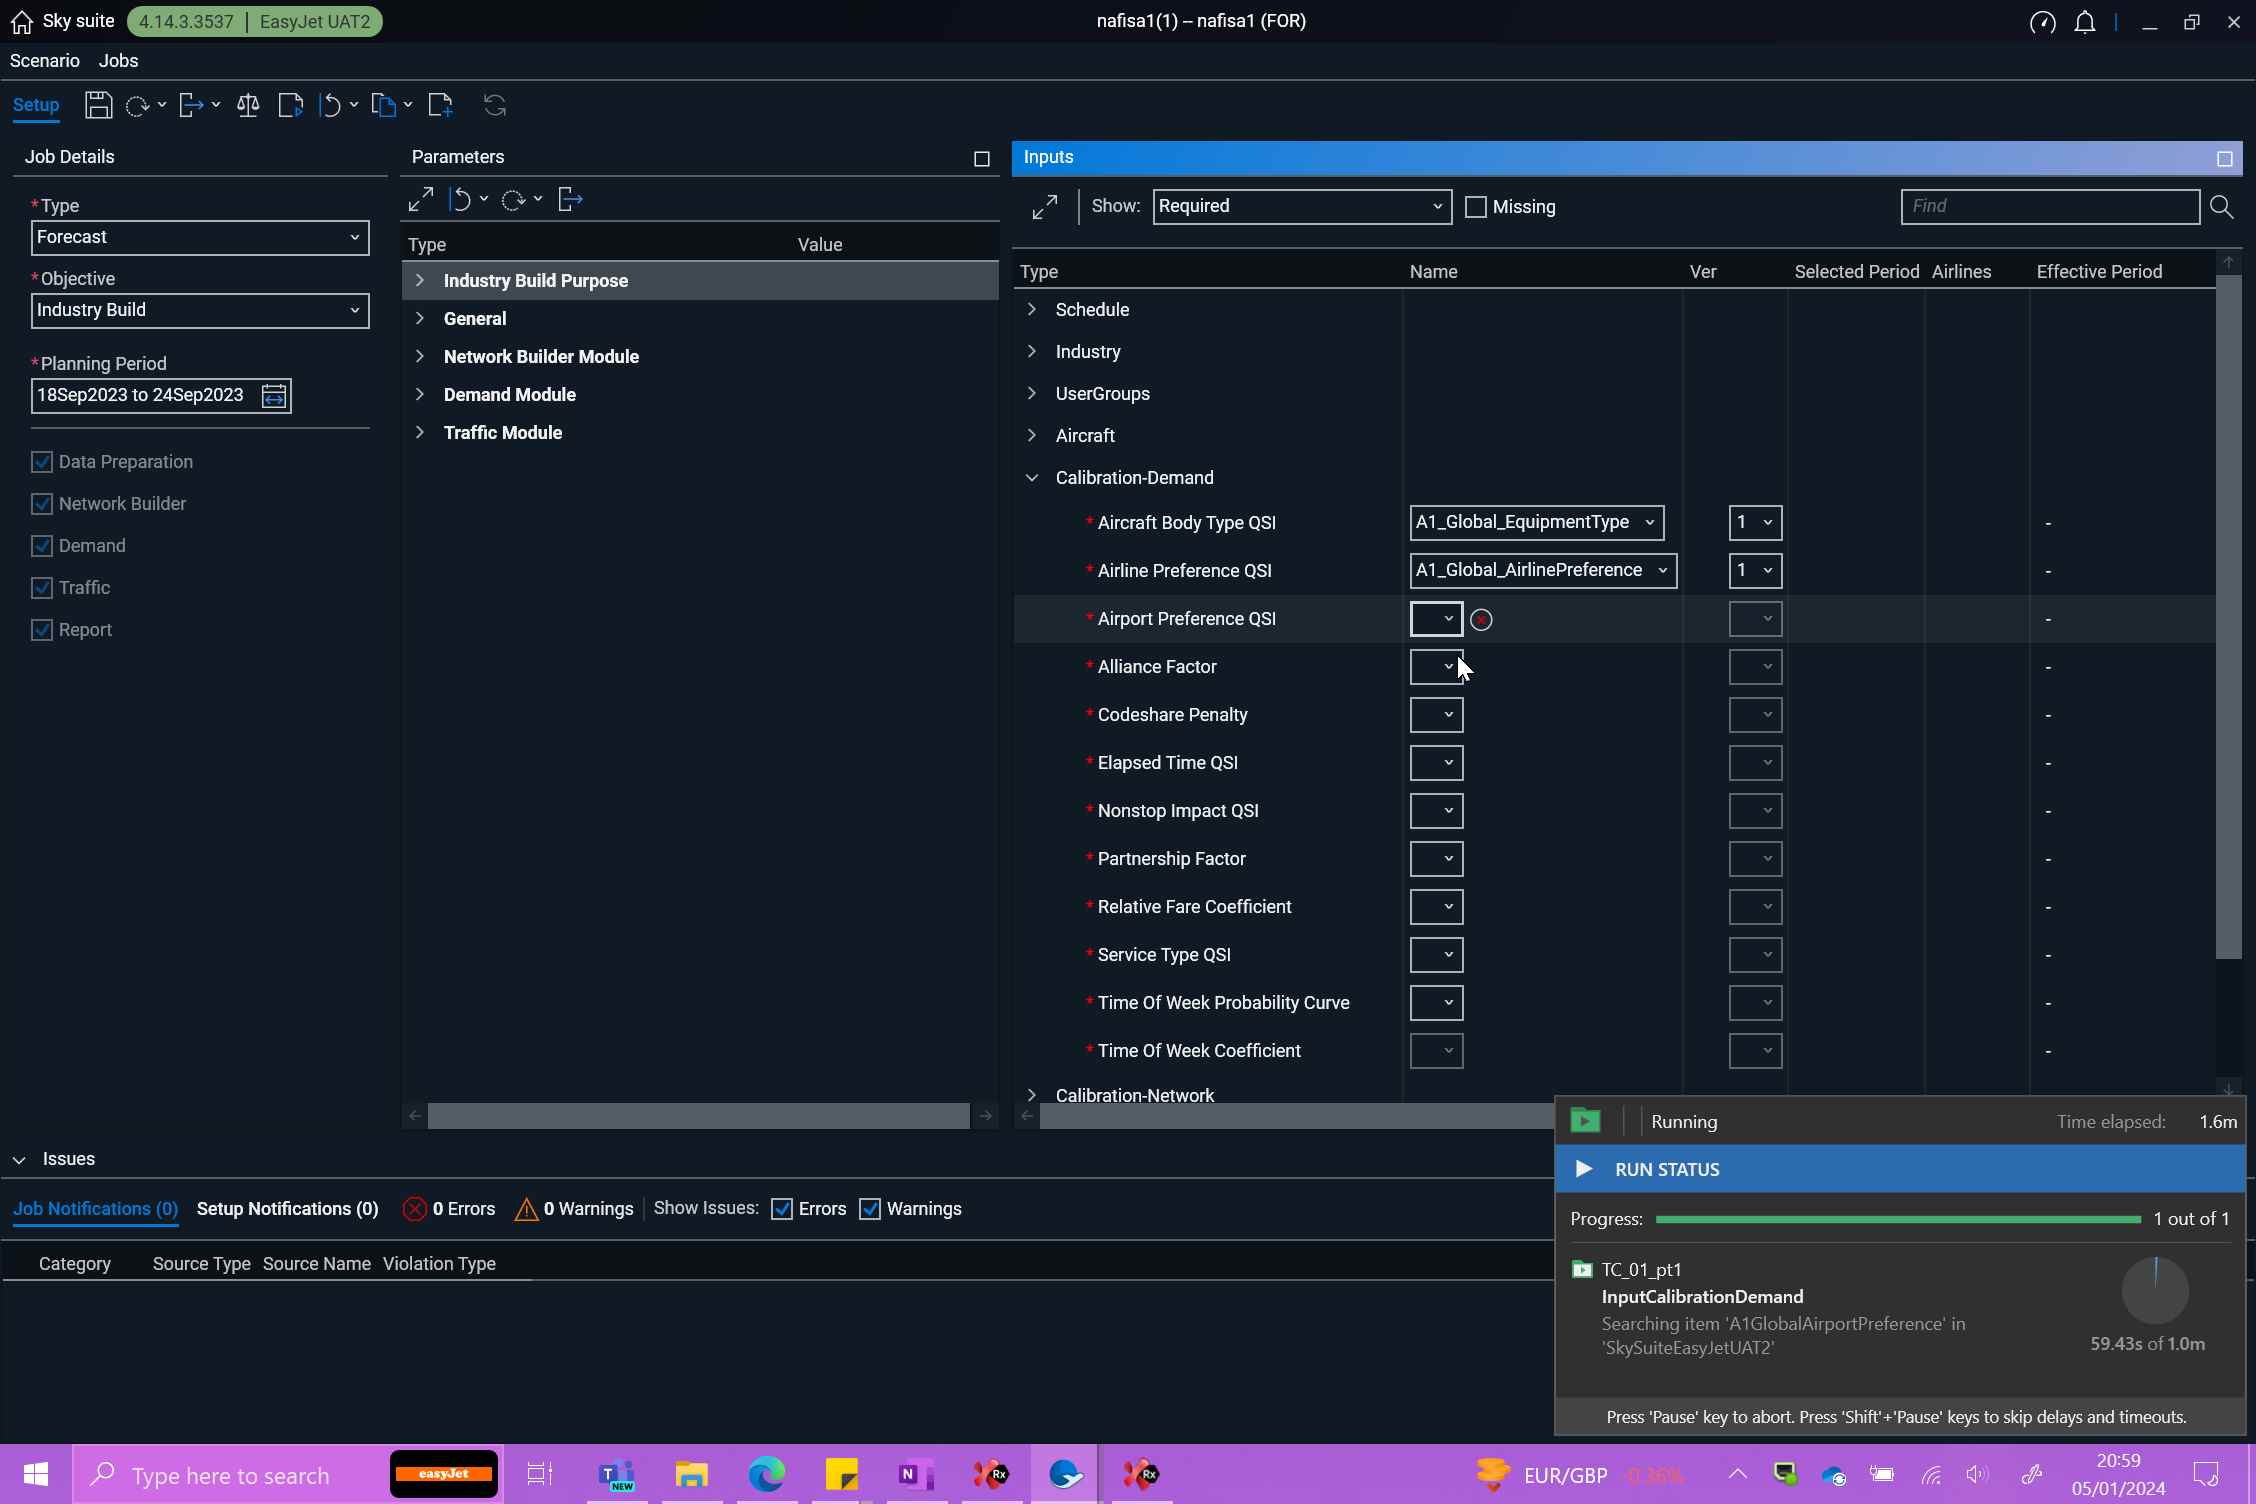 Sky suite 4.14.3.3537 | EasyJet UAT2 nafisa1(1) – nafisa1 (FOR)
Scenario Jobs
Setup
Job Details
*Type
Forecast
*Objective
Industry Build
*Planning Period
18Sep2023 to 24Sep2023
Data Preparation
Network Builder
Demand
Traffic
Report
Parameters
Type Value
Industry Build Purpose
General
Network Builder Module
Demand Module
Traffic Module
Inputs
Show: Required Missing Find
Type Name Ver Selected Period Airlines Effective Period
Schedule
Industry
UserGroups
Aircraft
Calibration-Demand
* Aircraft Body Type QSI A1_Global_EquipmentType 1 -
* Airline Preference QSI A1_Global_AirlinePreference 1 -
* Airport Preference QSI -
* Alliance Factor -
* Codeshare Penalty -
* Elapsed Time QSI -
* Nonstop Impact QSI -
* Partnership Factor -
* Relative Fare Coefficient -
* Service Type QSI -
* Time Of Week Probability Curve -
* Time Of Week Coefficient -
Calibration-Network
Issues
Job Notifications (0) Setup Notifications (0) 0 Errors 0 Warnings Show Issues: Errors Warnings
Category Source Type Source Name Violation Type
Running Time elapsed: 1.6m
RUN STATUS
Progress: 1 out of 1
TC_01_pt1
InputCalibrationDemand
Searching item 'A1GlobalAirportPreference' in
'SkySuiteEasyJetUAT2'
59.43s of 1.0m
Press 'Pause' key to abort. Press 'Shift'+'Pause' keys to skip delays and timeouts.
Type here to search easyJet T NEW N Rx Rx EUR/GBP -0.36% 20:59
05/01/2024